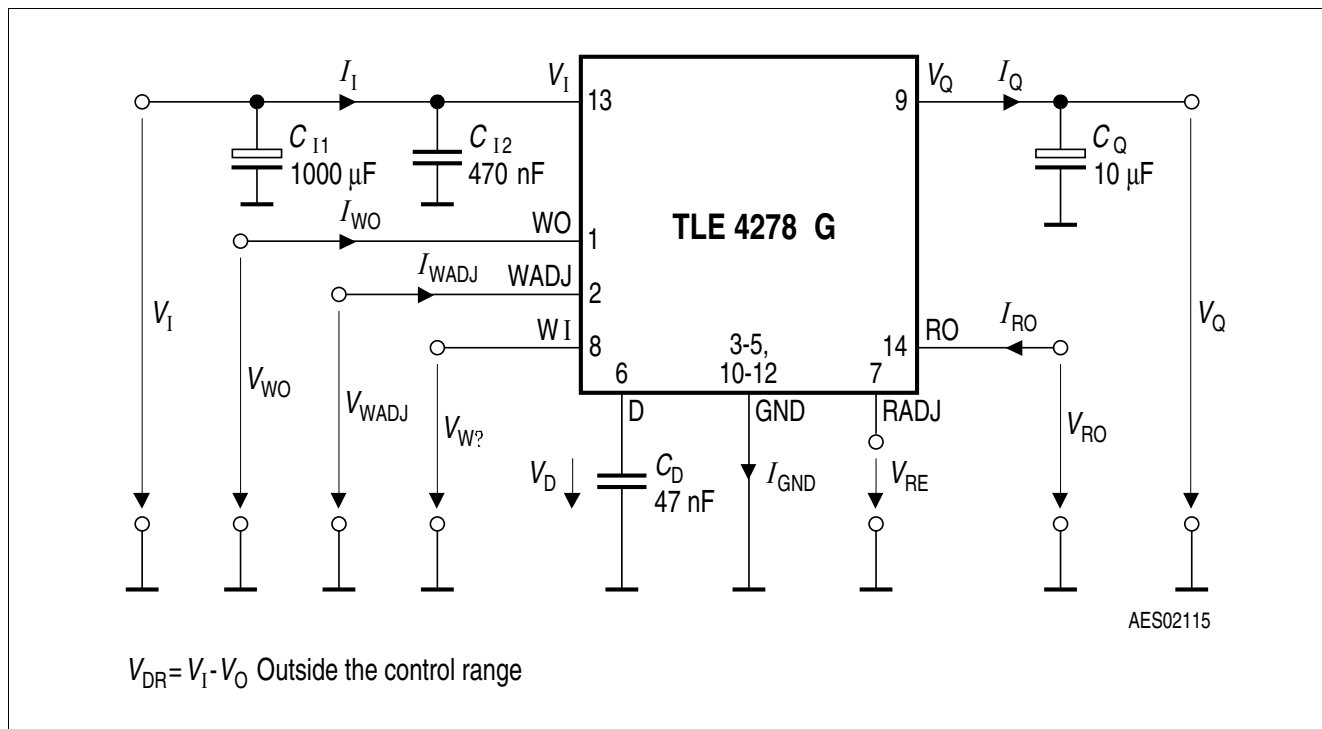 I_I V_I V_Q I_Q
13 9
C_I1 C_I2 C_Q
1000 µF 470 nF 10 µF
I_WO WO 1
TLE 4278 G
I_WADJ WADJ 2
WI 8
3-5,
10-12
14 RO I_RO
6 7
D GND RADJ
V_I V_WO V_WADJ V_W?
V_D C_D
47 nF
I_GND V_RE V_RO V_Q
AES02115
V_DR = V_I - V_O Outside the control range